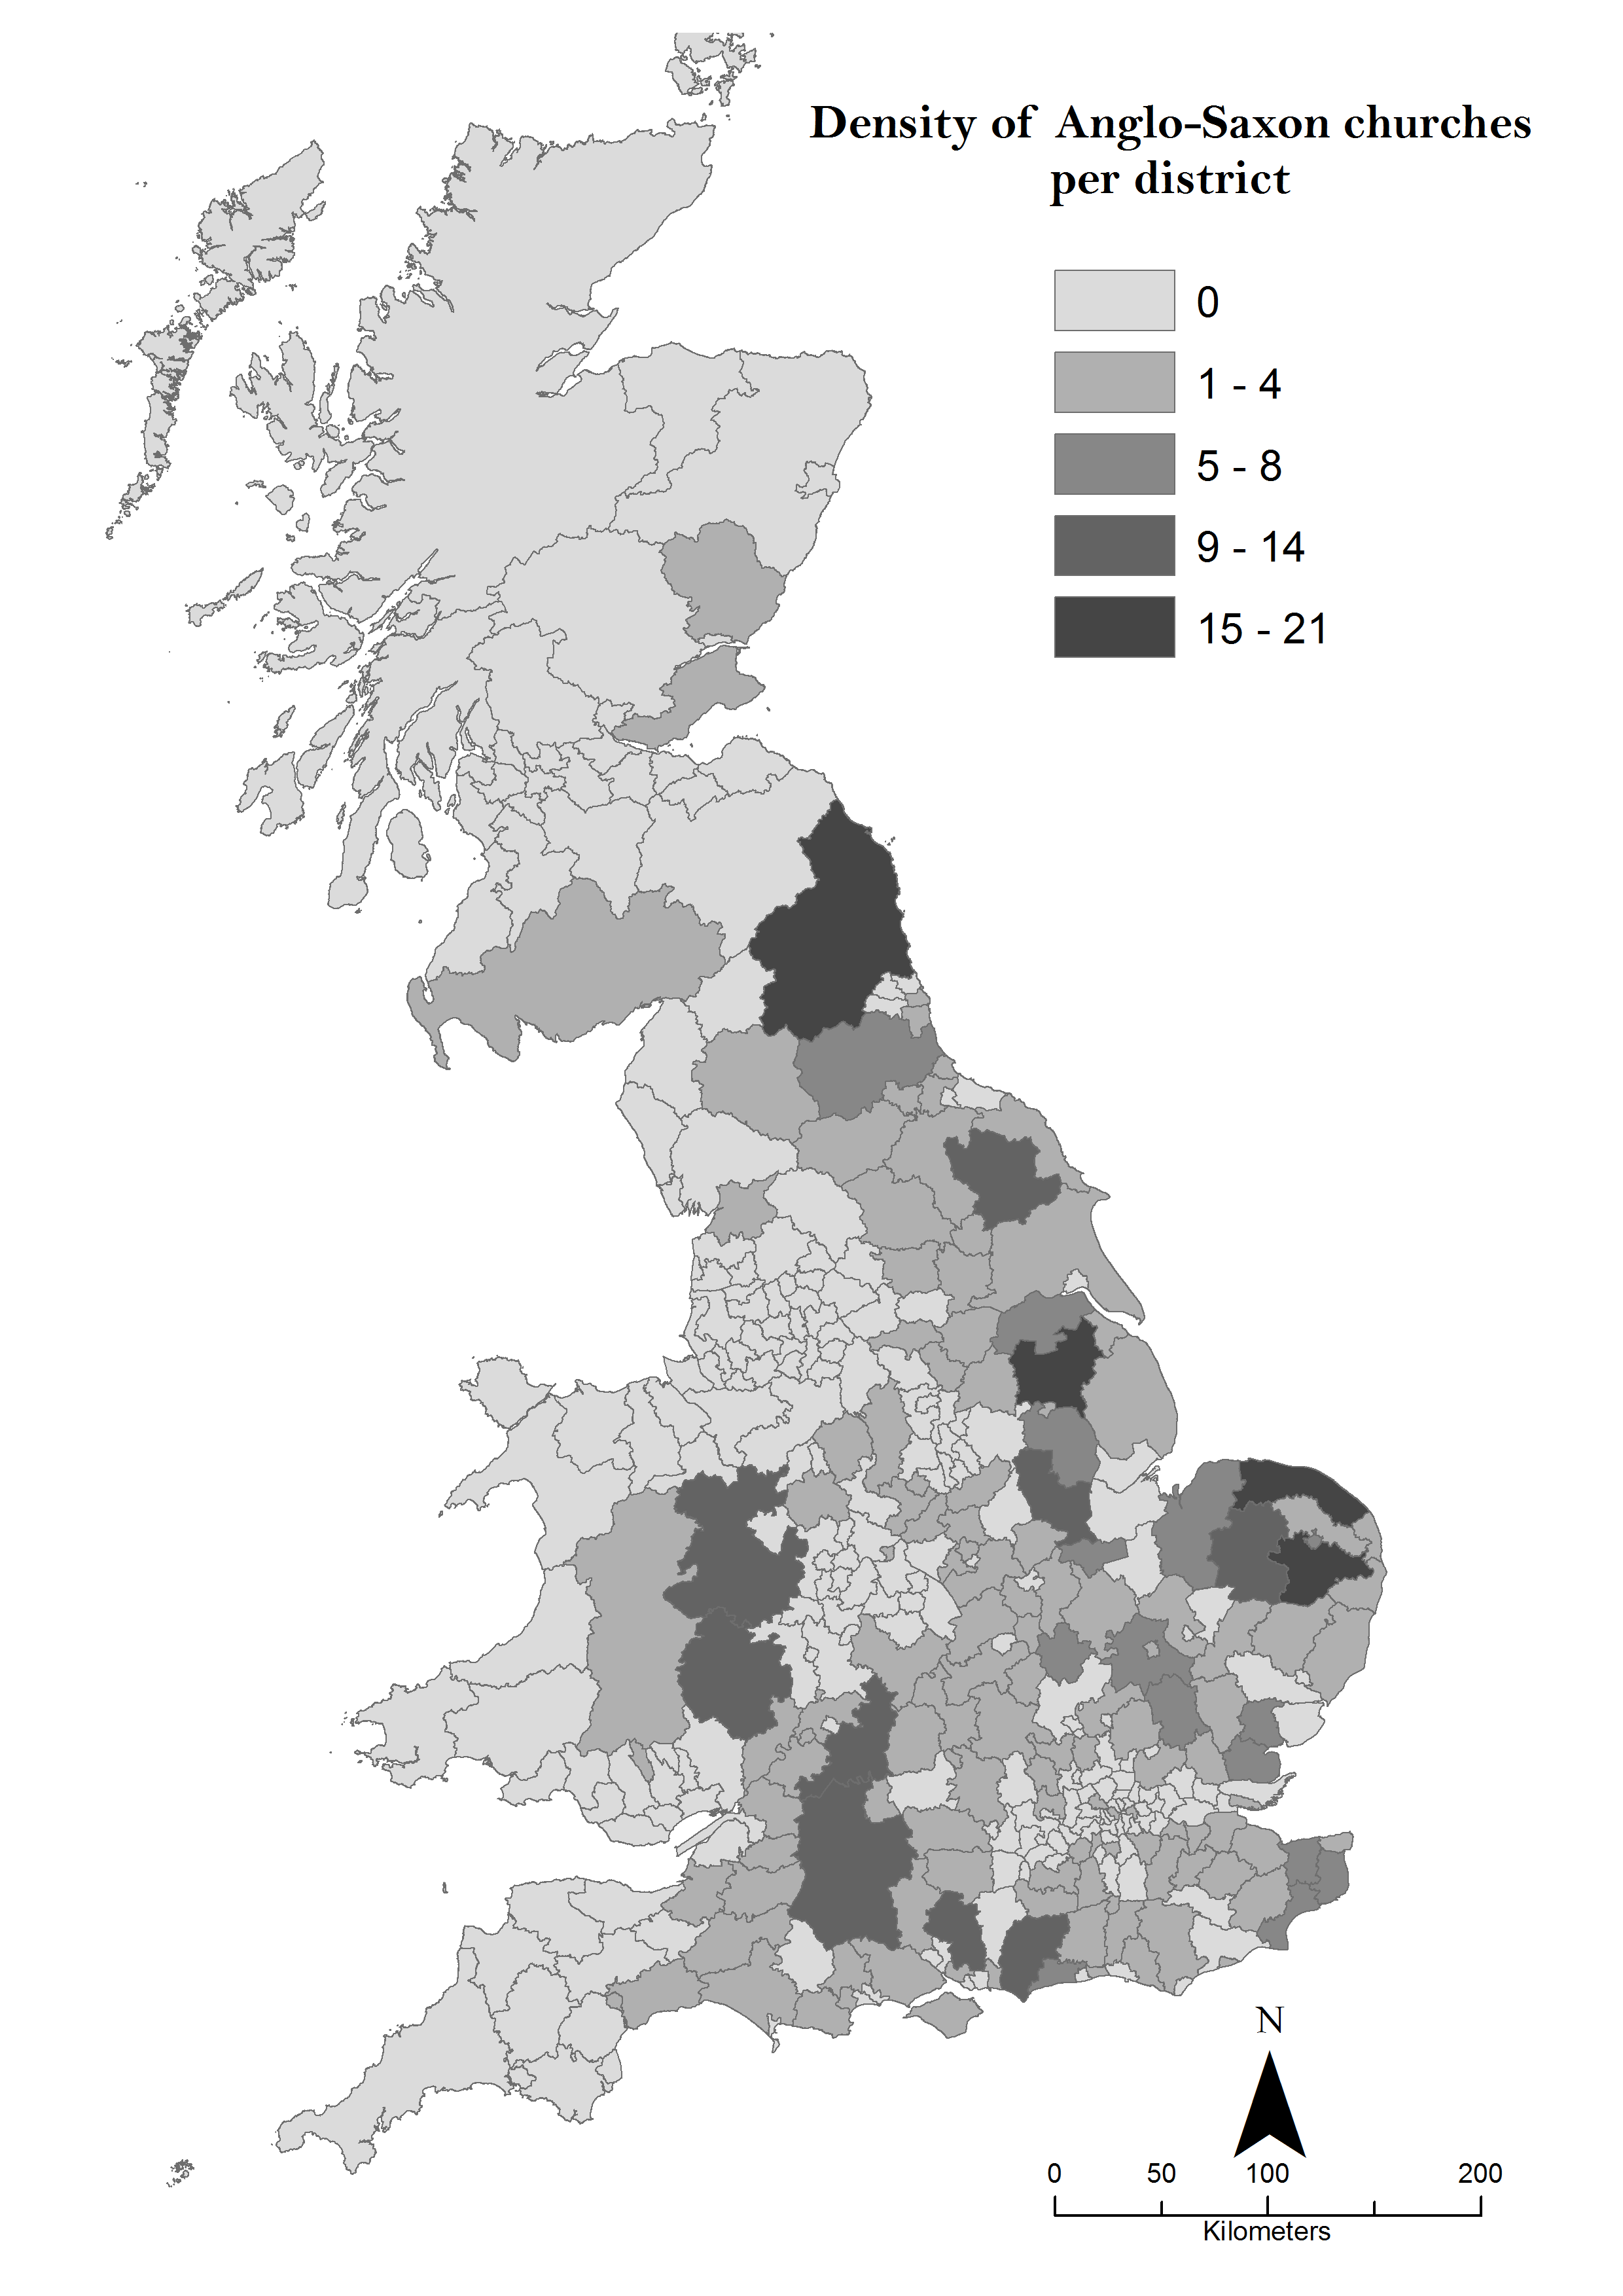 Density of Anglo-Saxon churches
per district
0
1 - 4
5 - 8
9 - 14
15 - 21
N
0 50 100 200
Kilometers